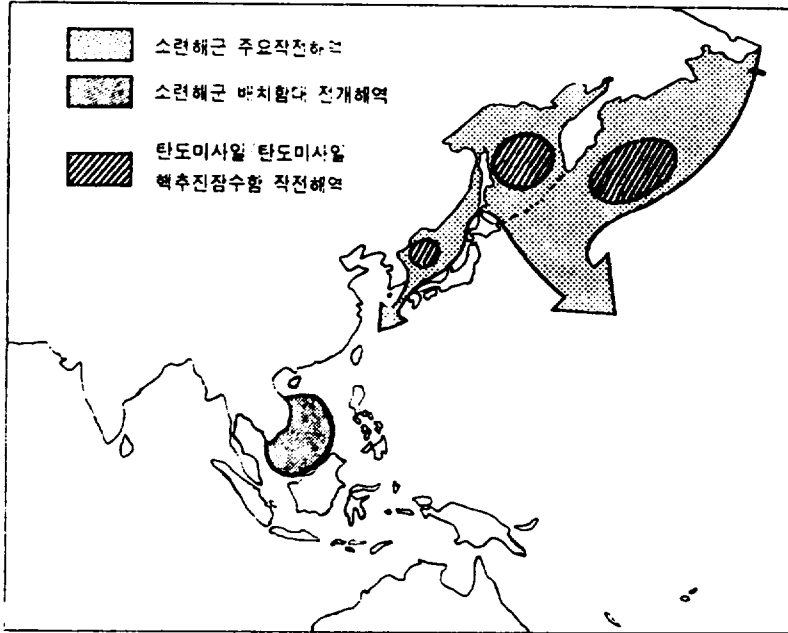 소련해군 주요작전해역
소련해군 배치함대 전개해역
탄도미사일 탄도미사일
핵추진잠수함 작전해역